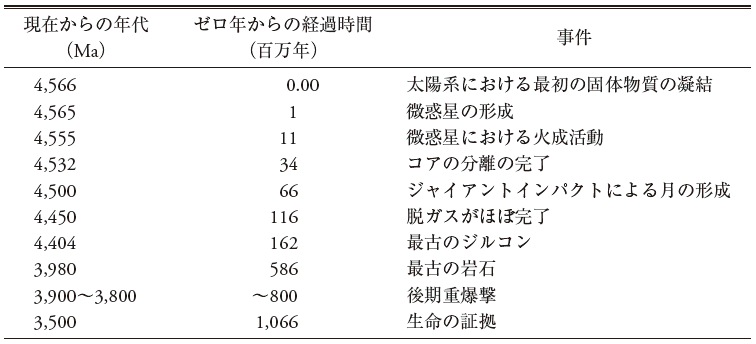 現在からの年代 ゼロ年からの経過時間 事件
(Ma) (百万年)
4,566 0.00 太陽系における最初の固体物質の凝結
4,565 1 微惑星の形成
4,555 11 微惑星における火成活動
4,532 34 コアの分離の完了
4,500 66 ジャイアントインパクトによる月の形成
4,450 116 脱ガスがほぼ完了
4,404 162 最古のジルコン
3,980 586 最古の岩石
3,900〜3,800 〜800 後期重爆撃
3,500 1,066 生命の証拠